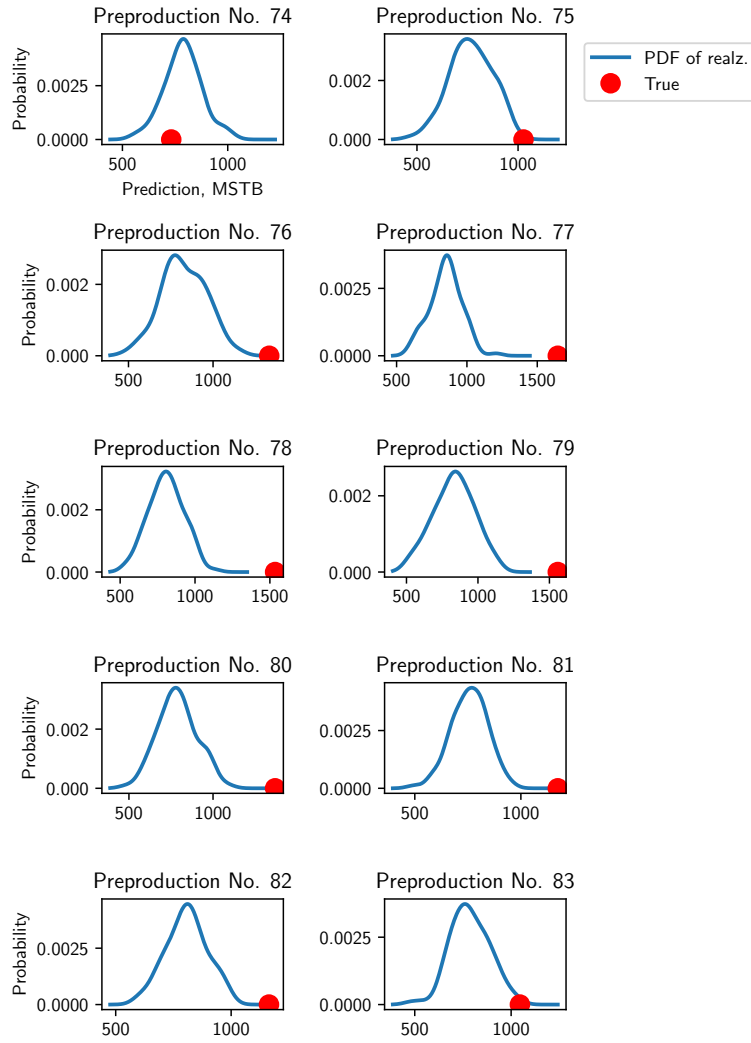 Preproduction No. 74
Probability
0.0025
0.0000
500 1000
Prediction, MSTB
Preproduction No. 75
0.002
0.000
500 1000
PDF of realz.
True
Preproduction No. 76
Probability
0.002
0.000
500 1000
Preproduction No. 77
0.0025
0.0000
500 1000 1500
Preproduction No. 78
Probability
0.002
0.000
500 1000 1500
Preproduction No. 79
0.002
0.000
500 1000 1500
Preproduction No. 80
Probability
0.002
0.000
500 1000
Preproduction No. 81
0.0025
0.0000
500 1000
Preproduction No. 82
Probability
0.0025
0.0000
500 1000
Preproduction No. 83
0.0025
0.0000
500 1000